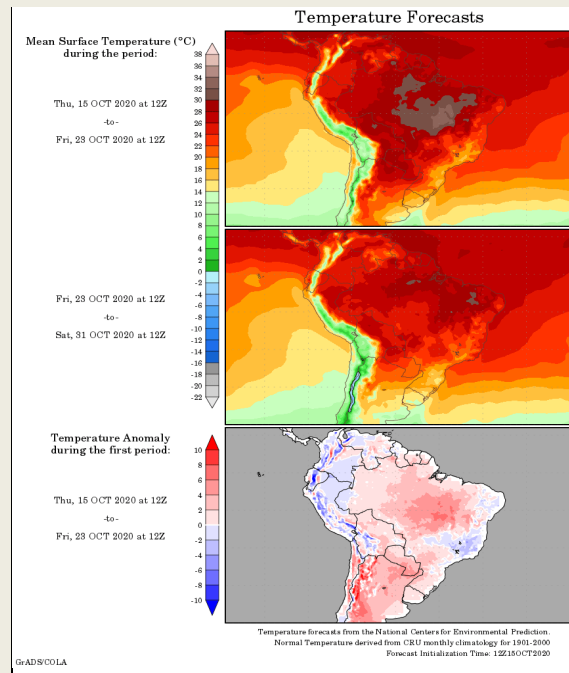 Temperature Forecasts
Mean Surface Temperature (°C)
during the period:
Thu, 15 OCT 2020 at 12Z
-to-
Fri, 23 OCT 2020 at 12Z
38
36
34
32
30
28
26
24
22
20
18
16
14
12
10
8
6
4
2
0
-2
-4
-6
-8
-10
-12
-14
-16
-18
-20
-22
Fri, 23 OCT 2020 at 12Z
-to-
Sat, 31 OCT 2020 at 12Z
Temperature Anomaly
during the first period:
Thu, 15 OCT 2020 at 12Z
-to-
Fri, 23 OCT 2020 at 12Z
10
8
6
4
2
0
-2
-4
-6
-8
-10
Temperature forecasts from the National Centers for Environmental Prediction.
Normal Temperature derived from CRU monthly climatology for 1901-2000
Forecast Initialization Time: 12Z15OCT2020
GrADS/COLA